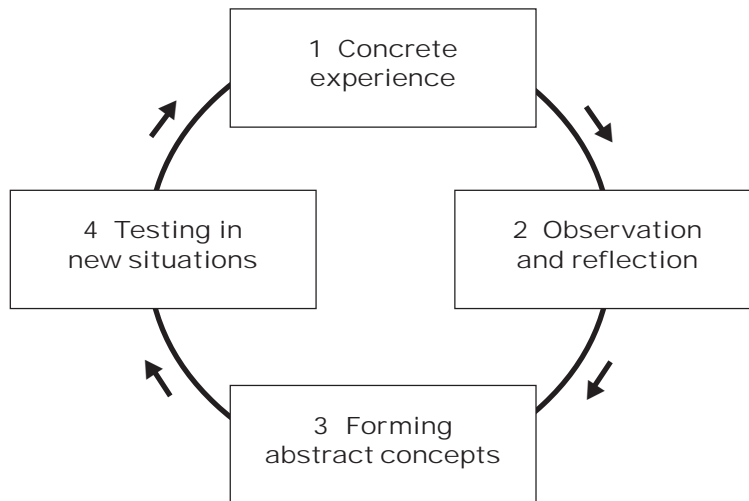 1 Concrete
experience
2 Observation
and reflection
3 Forming
abstract concepts
4 Testing in
new situations